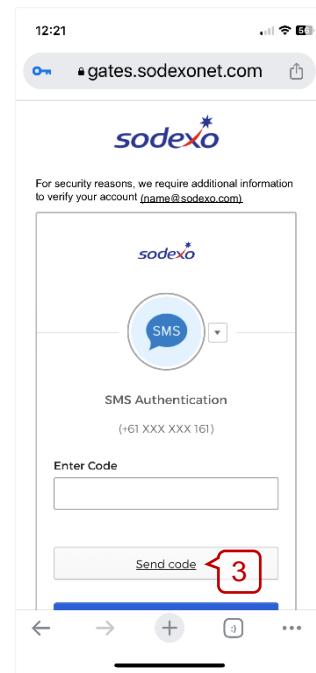 12:21
56
gates.sodexonet.com
sodexo
For security reasons, we require additional information
to verify your account (name@sodexo.com)
sodexo
SMS
SMS Authentication
(+61 XXX XXX 161)
Enter Code
Send code
3
:)